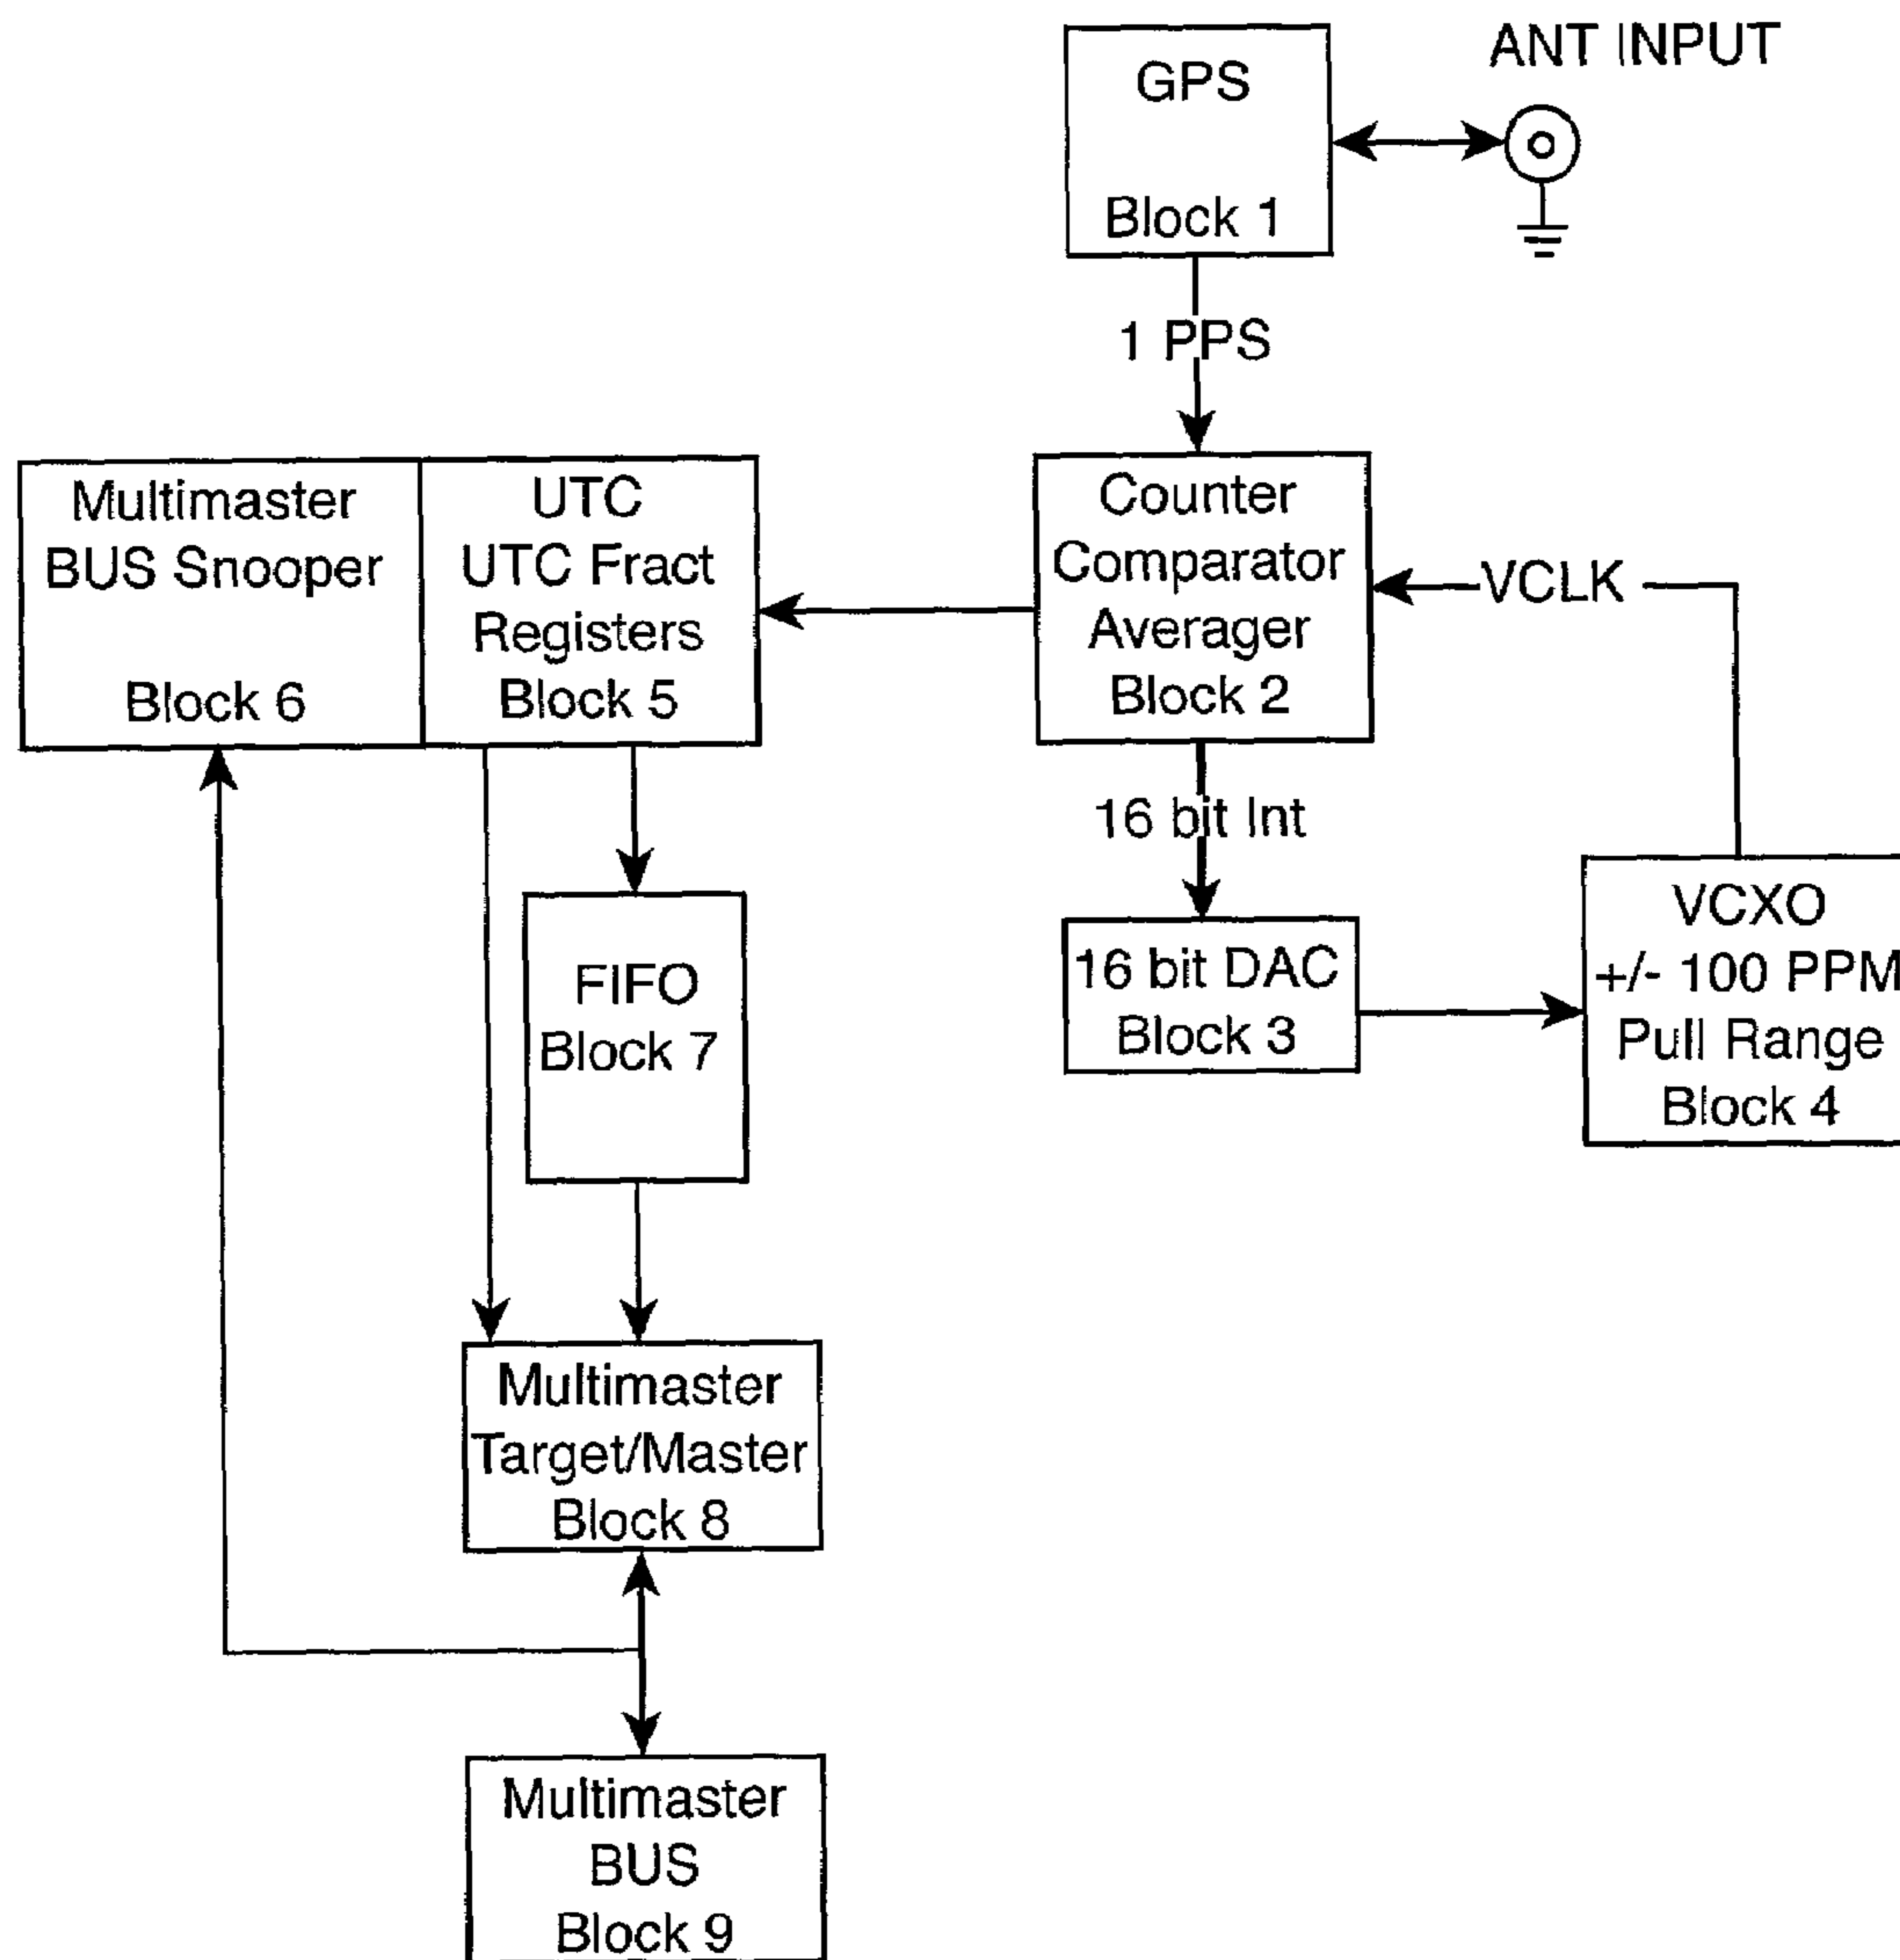 GPS
Block 1
ANT INPUT
1 PPS
Multimaster
BUS Snooper
Block 6
UTC
UTC Fract
Registers
Block 5
Counter
Comparator
Averager
Block 2
VCLK
16 bit Int
16 bit DAC
Block 3
VCXO
+/- 100 PPM
Pull Range
Block 4
FIFO
Block 7
Multimaster
Target/Master
Block 8
Multimaster
BUS
Block 9